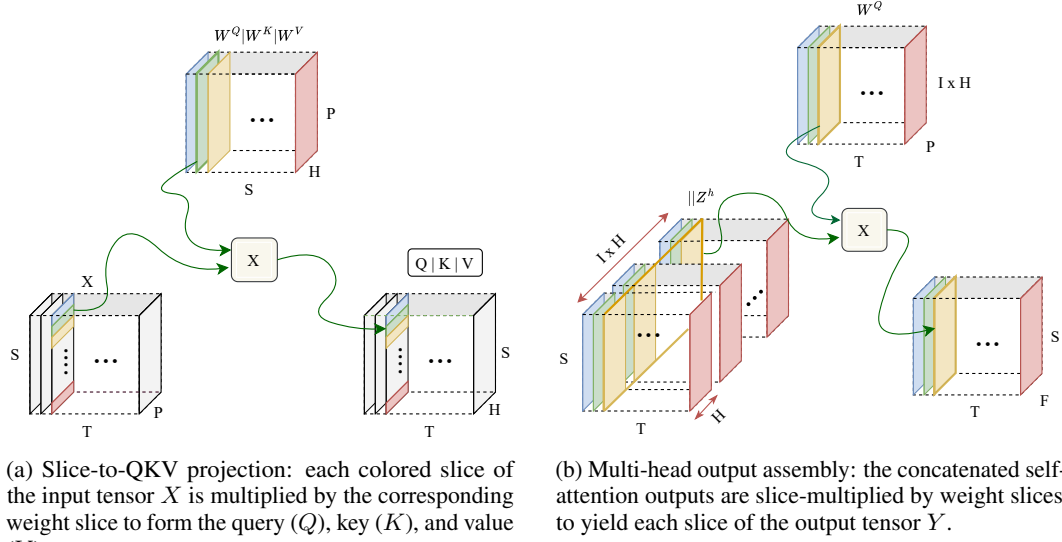 W^Q|W^K|W^V
P
...
H
S
X
Q | K | V
X
S
...
P
T
S
...
H
T
W^Q
I x H
...
P
T
||Z^h
X
I x H
S
...
H
T
S
...
F
T
(a) Slice-to-QKV projection: each colored slice of
the input tensor X is multiplied by the corresponding
weight slice to form the query (Q), key (K), and value
(b) Multi-head output assembly: the concatenated self-
attention outputs are slice-multiplied by weight slices
to yield each slice of the output tensor Y.